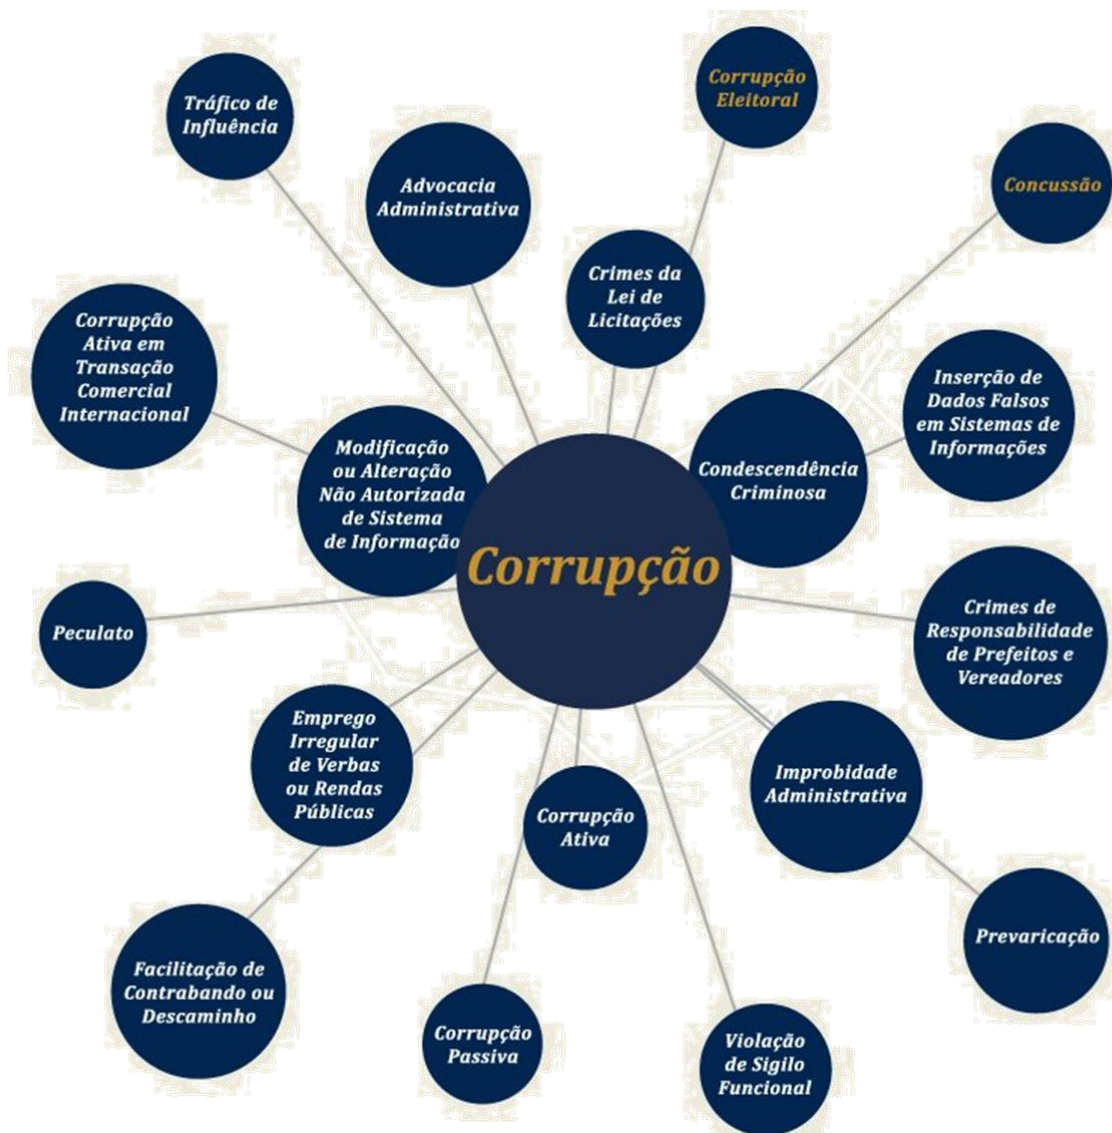 Corrupção
Eleitoral
Tráfico de
Influência
Advocacia
Administrativa
Concussão
Crimes da
Lei de
Licitações
Corrupção
Ativa em
Transação
Comercial
Internacional
Inserção de
Dados Falsos
em Sistemas de
Informações
Modificação
ou Alteração
Não Autorizada
de Sistema
de Informação
Condescendência
Criminosa
Corrupção
Peculato
Crimes de
Responsabilidade
de Prefeitos e
Vereadores
Emprego
Irregular
de Verbas
ou Rendas
Públicas
Improbidade
Administrativa
Corrupção
Ativa
Prevaricação
Facilitação de
Contrabando ou
Descaminho
Corrupção
Passiva
Violação
de Sigilo
Funcional